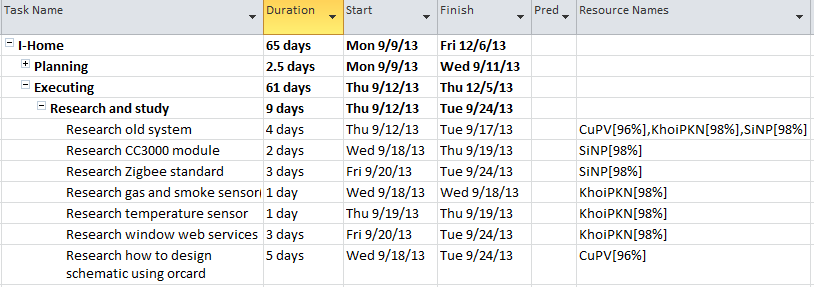 Task Name Duration Start Finish Pred Resource Names
I-Home 65 days Mon 9/9/13 Fri 12/6/13
Planning 2.5 days Mon 9/9/13 Wed 9/11/13
Executing 61 days Thu 9/12/13 Thu 12/5/13
Research and study 9 days Thu 9/12/13 Tue 9/24/13
Research old system 4 days Thu 9/12/13 Tue 9/17/13 CuPV[96%],KhoiPKN[98%],SiNP[98%]
Research CC3000 module 2 days Wed 9/18/13 Thu 9/19/13 SiNP[98%]
Research Zigbee standard 3 days Fri 9/20/13 Tue 9/24/13 SiNP[98%]
Research gas and smoke sensor( 1 day Wed 9/18/13 Wed 9/18/13 KhoiPKN[98%]
Research temperature sensor 1 day Thu 9/19/13 Thu 9/19/13 KhoiPKN[98%]
Research window web services 3 days Fri 9/20/13 Tue 9/24/13 KhoiPKN[98%]
Research how to design 5 days Wed 9/18/13 Tue 9/24/13 CuPV[96%]
schematic using orcard